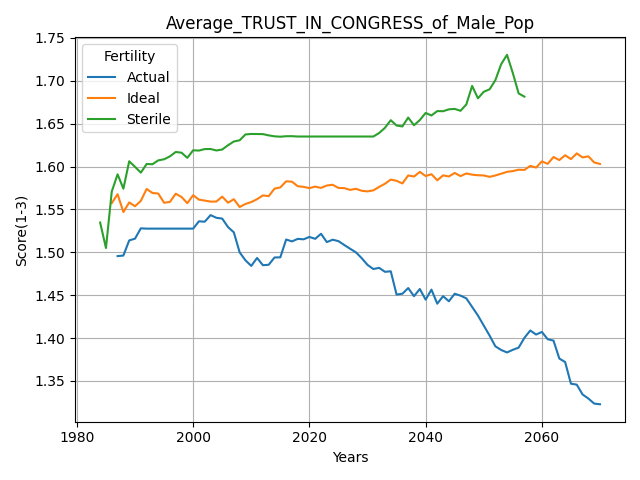 Average_TRUST_IN_CONGRESS_of_Male_Pop
Fertility
Actual
Ideal
Sterile
Score(1-3)
1.75
1.70
1.65
1.60
1.55
1.50
1.45
1.40
1.35
1980
2000
2020
2040
2060
Years